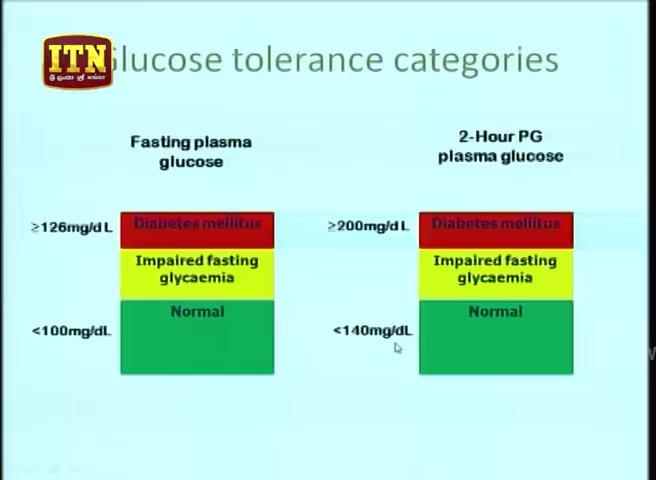 ITN
ශ්‍රී ලංකා
Glucose tolerance categories
Fasting plasma
glucose
2-Hour PG
plasma glucose
≥126mg/dL
Diabetes mellitus
Impaired fasting
glycaemia
Normal
<100mg/dL
≥200mg/dL
Diabetes mellitus
Impaired fasting
glycaemia
Normal
<140mg/dL